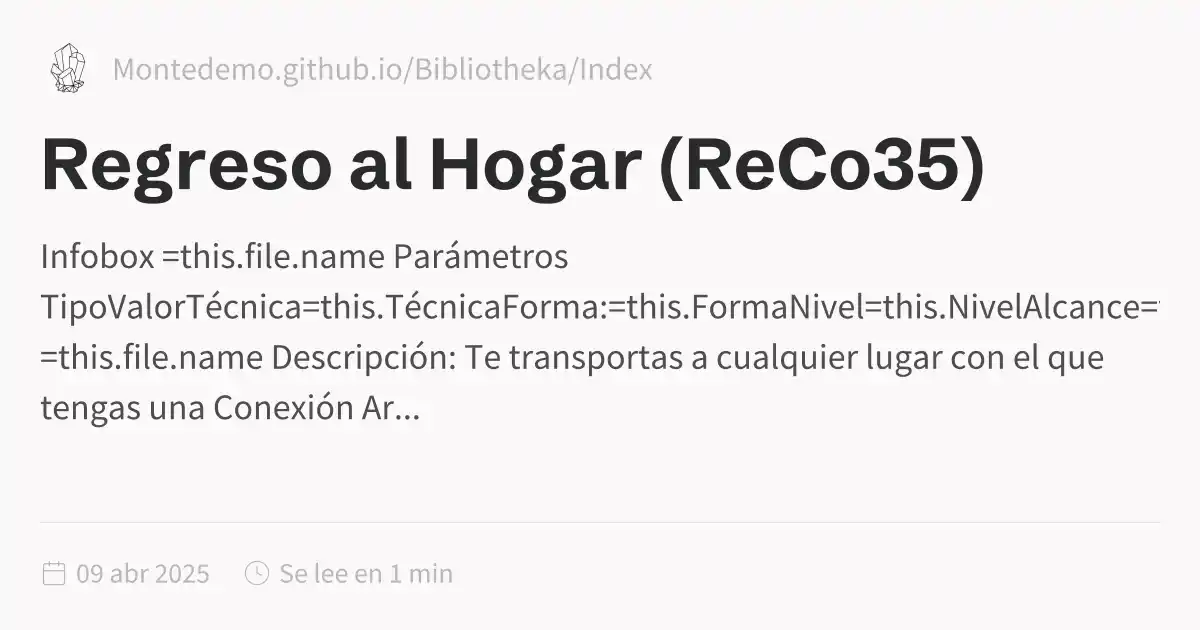 Montedemo.github.io/Bibliotheka/Index
Regreso al Hogar (ReCo35)
Infobox =this.file.name Parámetros
TipoValorTécnica=this.TécnicaForma:=this.FormaNivel=this.NivelAlcance=
=this.file.name Descripción: Te transportas a cualquier lugar con el que
tengas una Conexión Ar...
09 abr 2025 Se lee en 1 min